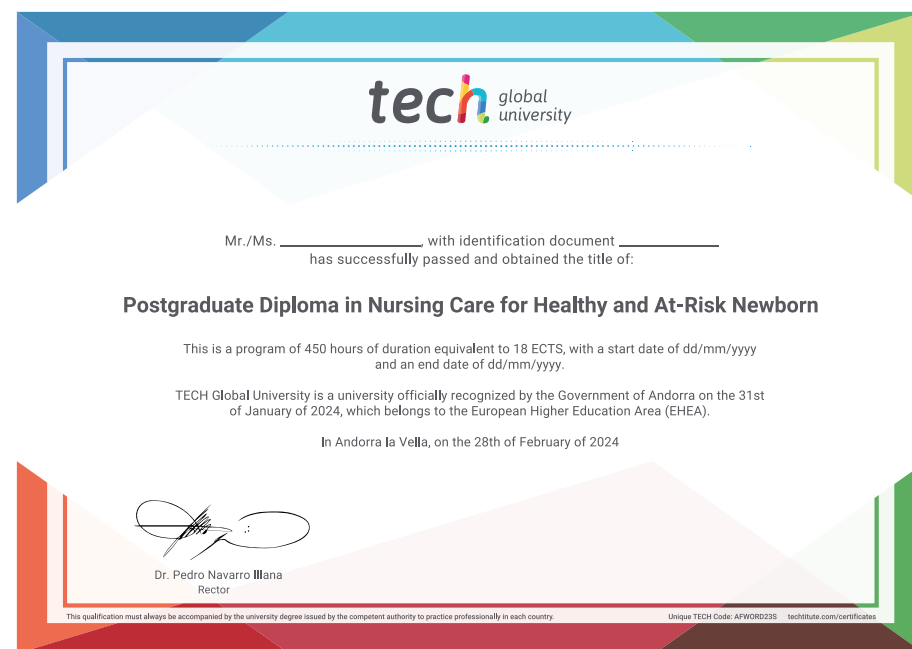 tech global university
Mr./Ms. ____________, with identification document ____________
has successfully passed and obtained the title of:
Postgraduate Diploma in Nursing Care for Healthy and At-Risk Newborn
This is a program of 450 hours of duration equivalent to 18 ECTS, with a start date of dd/mm/yyyy
and an end date of dd/mm/yyyy.
TECH Global University is a university officially recognized by the Government of Andorra on the 31st
of January of 2024, which belongs to the European Higher Education Area (EHEA).
In Andorra la Vella, on the 28th of February of 2024
Dr. Pedro Navarro Illana
Rector
This qualification must always be accompanied by the university degree issued by the competent authority to practice professionally in each country.
Unique TECH Code: AFWORD23S techtitute.com/certificates